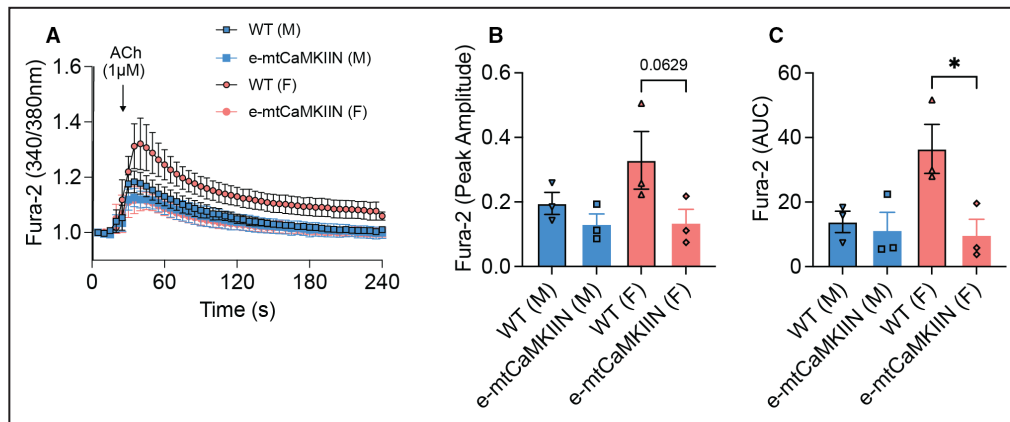 A
ACh
(1µM)
WT (M)
e-mtCaMKIIN (M)
WT (F)
e-mtCaMKIIN (F)
Fura-2 (340/380nm)
1.6
1.4
1.2
1.0
0
60
120
180
240
Time (s)
B
Fura-2 (Peak Amplitude)
0.6
0.4
0.2
0.0
0.0629
WT (M)
e-mtCaMKIIN (M)
WT (F)
e-mtCaMKIIN (F)
C
Fura-2 (AUC)
60
40
20
0
*
WT (M)
e-mtCaMKIIN (M)
WT (F)
e-mtCaMKIIN (F)